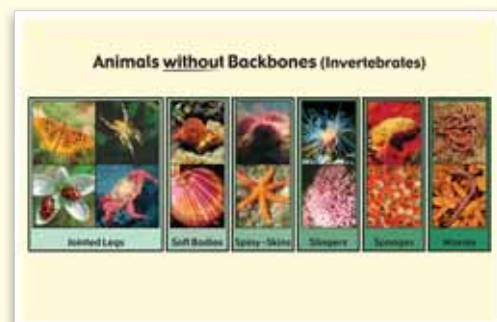 Animals without Backbones (Invertebrates)
Jointed Legs
Soft Bodies
Spiny-Skins
Stingers
Sponges
Worms